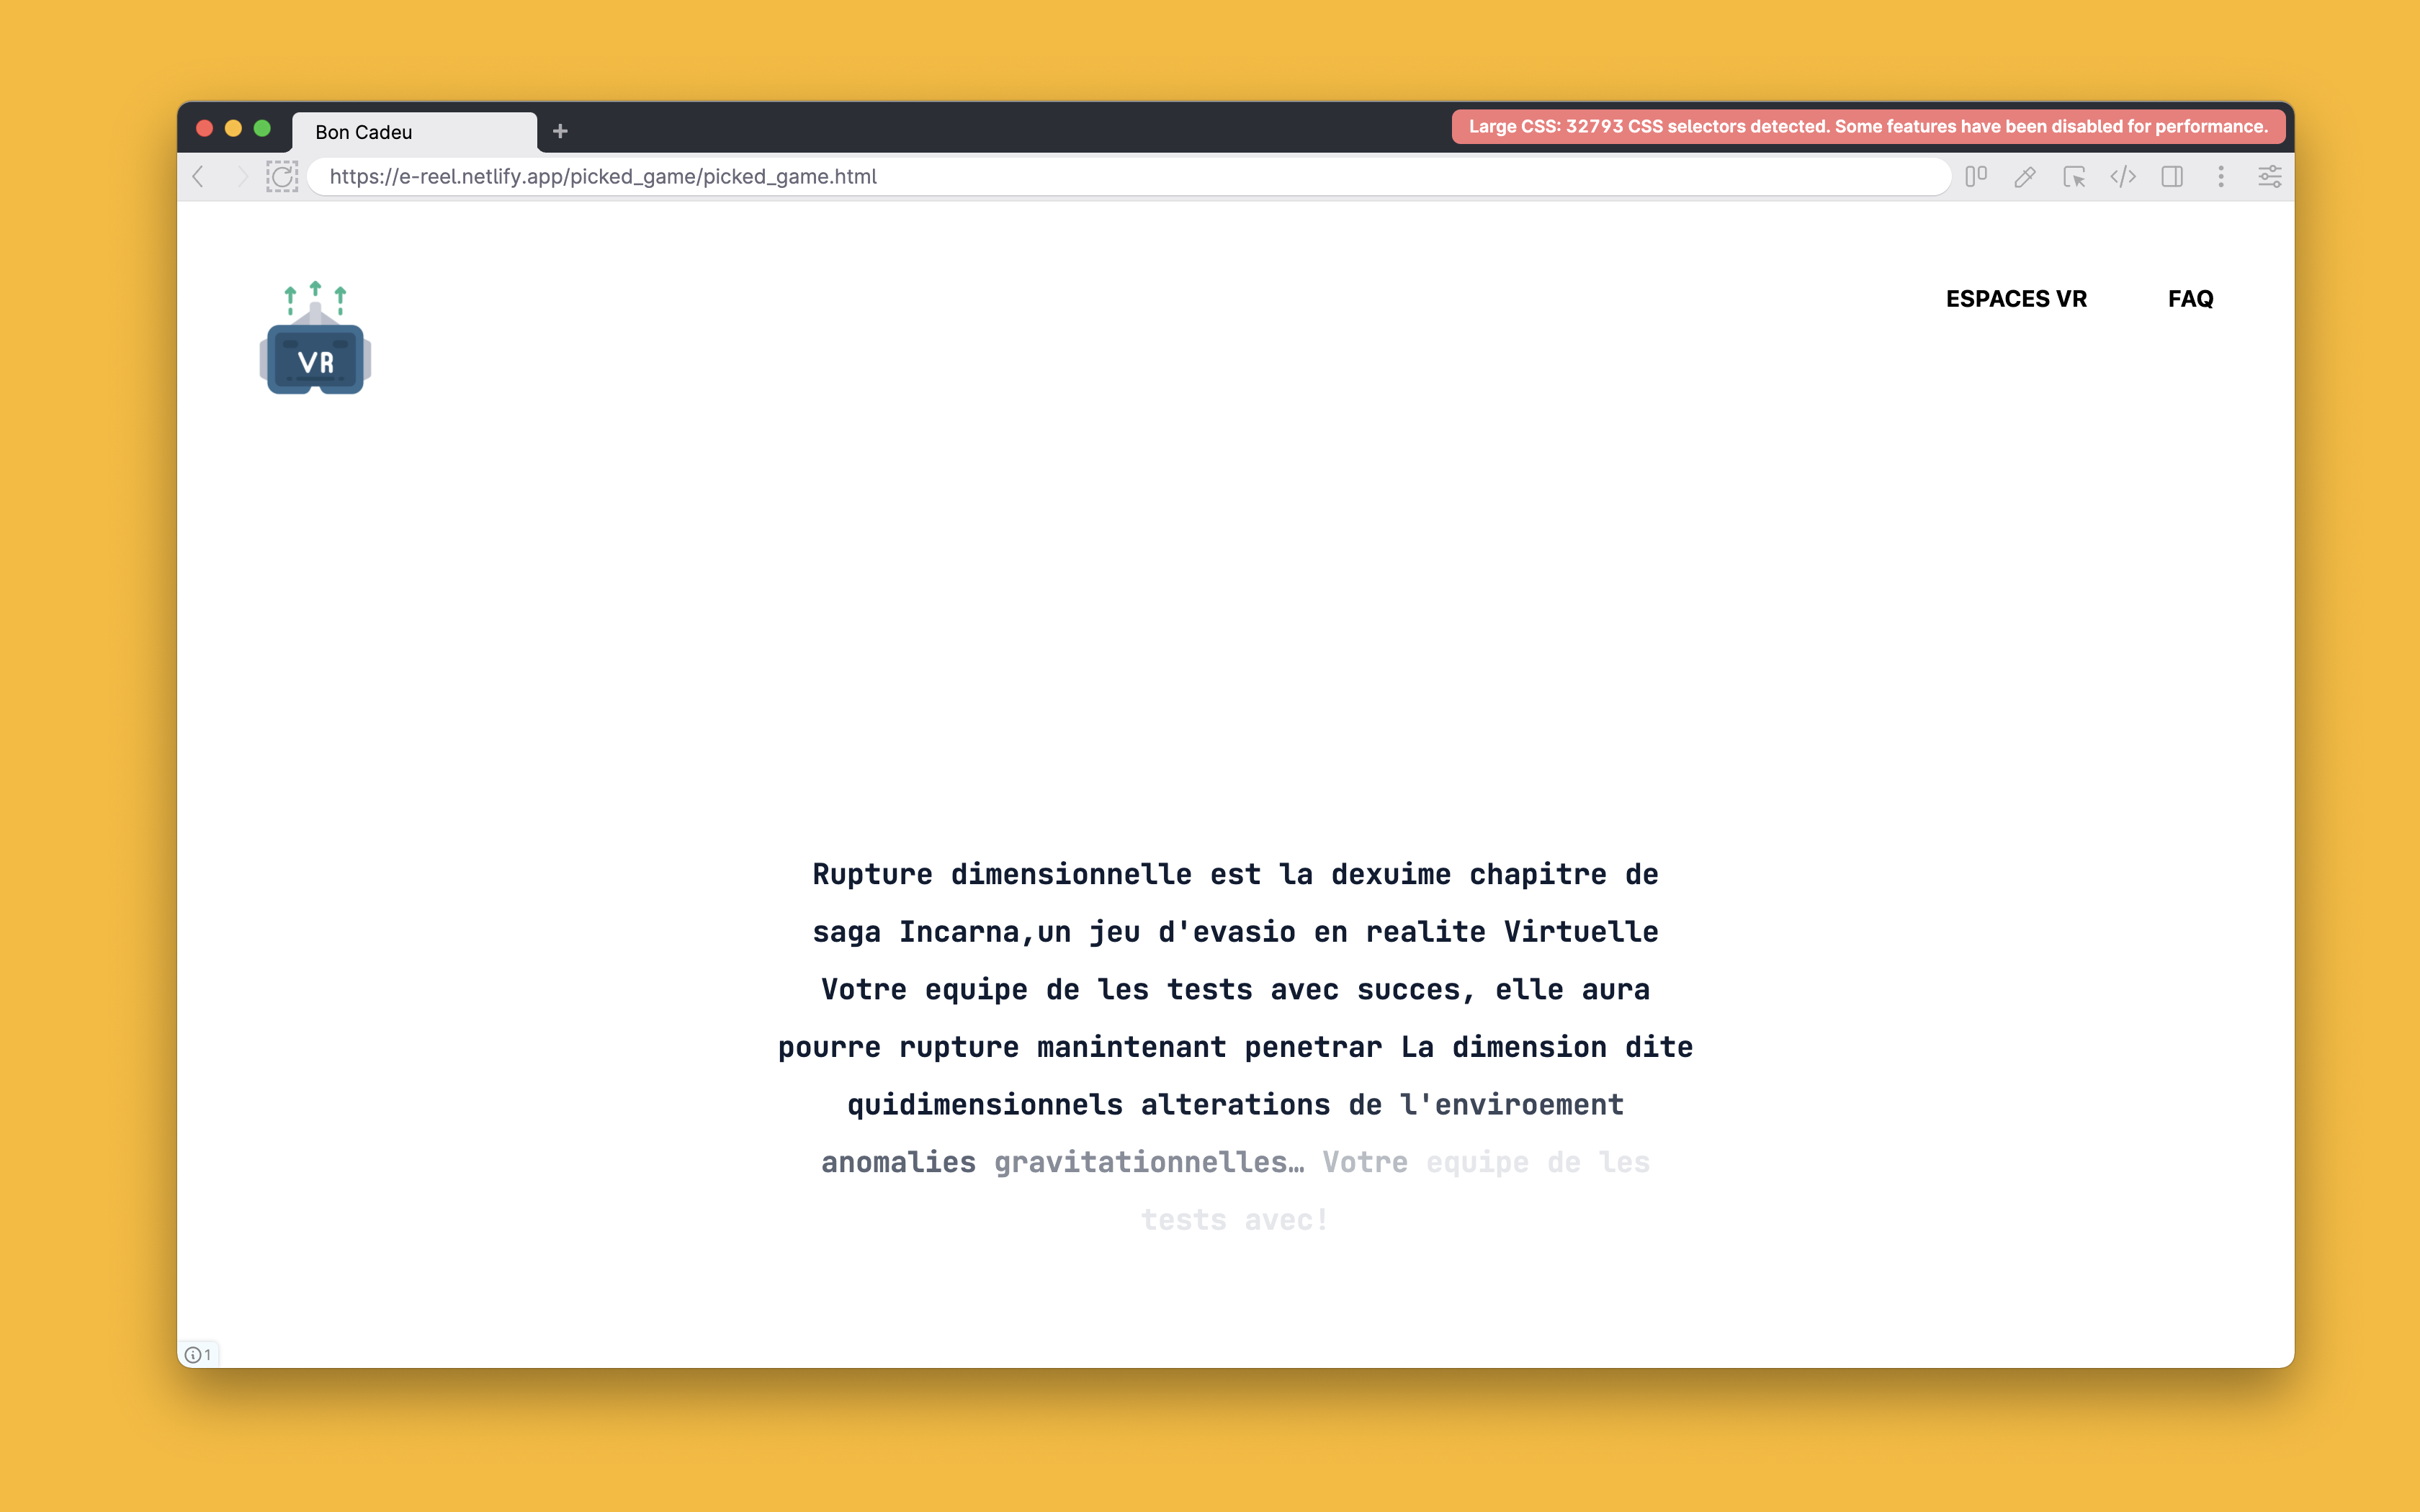 Bon Cadeu
Large CSS: 32793 CSS selectors detected. Some features have been disabled for performance.
https://e-reel.netlify.app/picked_game/picked_game.html
VR
ESPACES VR
FAQ
Rupture dimensionnelle est la dexuime chapitre de
saga Incarna,un jeu d'evasio en realite Virtuelle
Votre equipe de les tests avec succes, elle aura
pourre rupture manintenant penetrar La dimension dite
quidimensionnels alterations de l'enviroement
anomalies gravitationnelles… Votre equipe de les
tests avec!
1